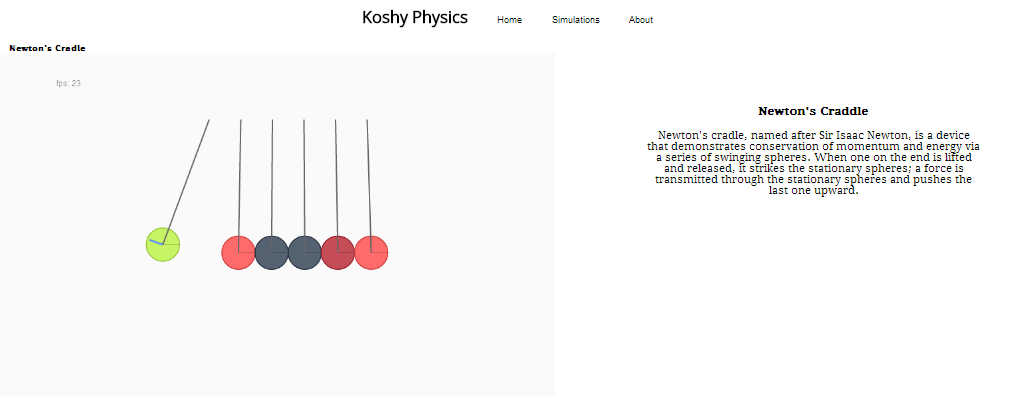 Koshy Physics Home Simulations About
Newton's Cradle
fps: 23
Newton's Craddle
Newton's cradle, named after Sir Isaac Newton, is a device
that demonstrates conservation of momentum and energy via
a series of swinging spheres. When one on the end is lifted
and released, it strikes the stationary spheres; a force is
transmitted through the stationary spheres and pushes the
last one upward.